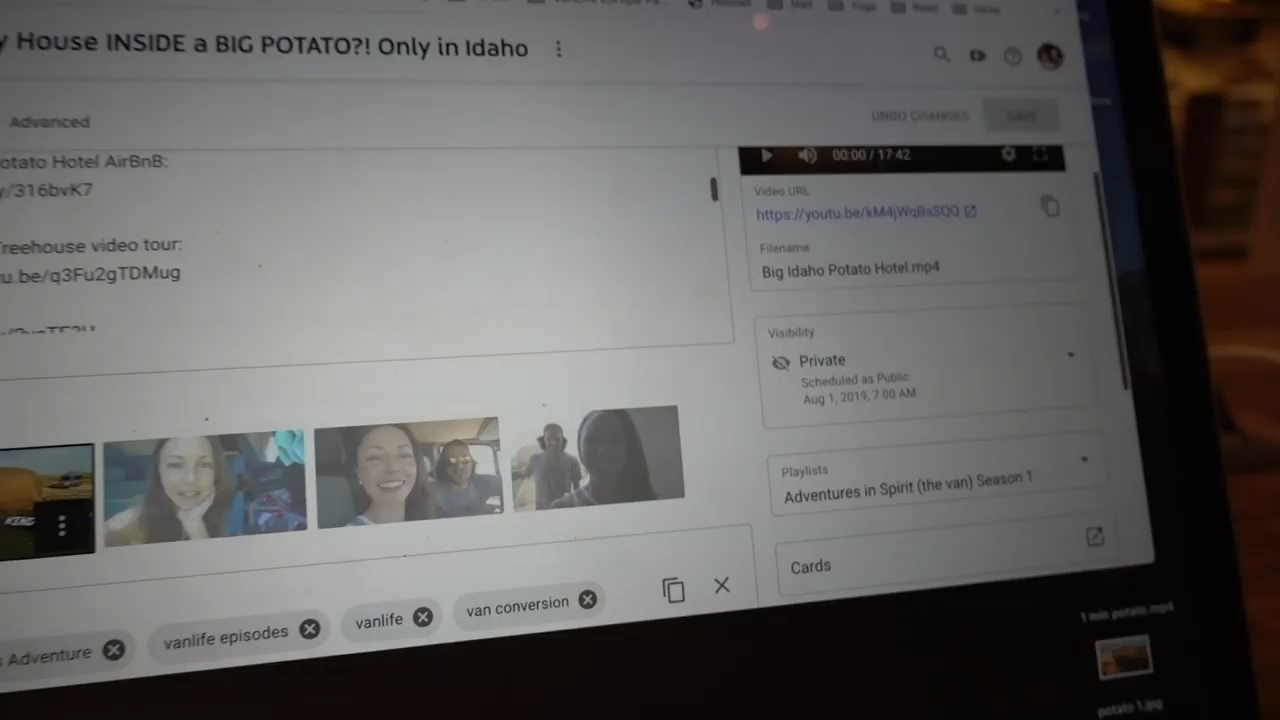 y House INSIDE a BIG POTATO?! Only in Idaho
Advanced
UNDO CHANGES
SAVE
otato Hotel AirBnB:
y/316bvK7
reehouse video tour:
u.be/q3Fu2gTDMug
00:00 / 17:42
Video URL
https://youtu.be/kM4jWqBsSQQ
Filename
Big Idaho Potato Hotel.mp4
Visibility
Private
Scheduled as Public
Aug 1, 2019, 7:00 AM
Playlists
Adventures in Spirit (the van) Season 1
Cards
s Adventure
vanlife episodes
vanlife
van conversion
1 min potato.mp4
potato 1.jpg